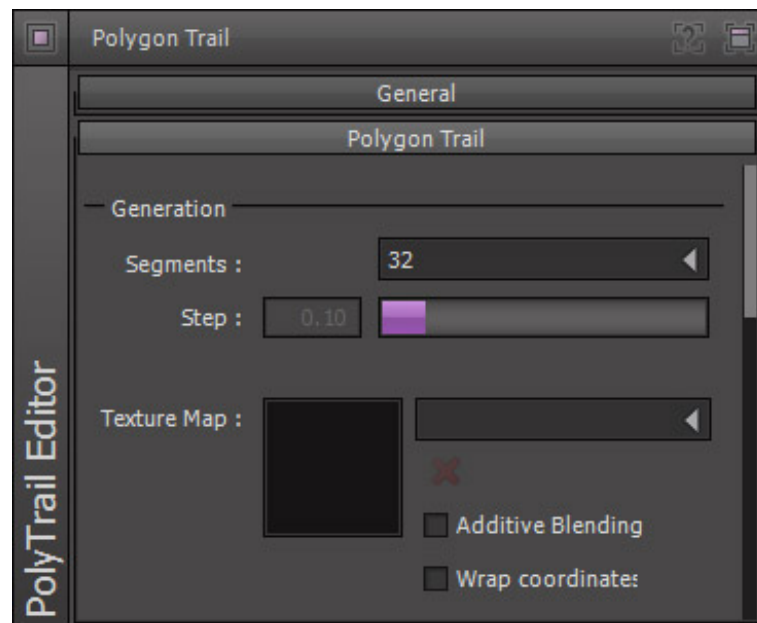 Polygon Trail
General
Polygon Trail
Generation
Segments : 32
Step : 0.10
Texture Map :
Additive Blending
Wrap coordinates
PolyTrail Editor